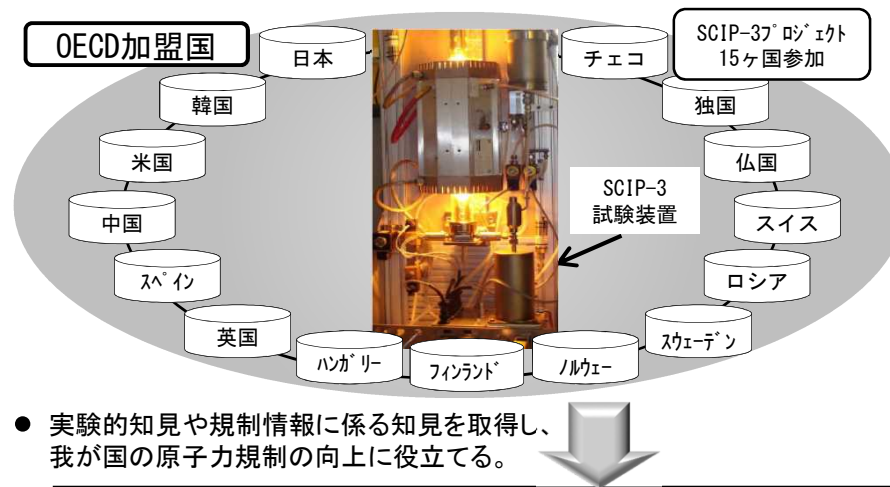 OECD加盟国
SCIP-3プロジェクト
15ヶ国参加
日本
チェコ
韓国
独国
米国
仏国
SCIP-3
試験装置
中国
スイス
スペイン
ロシア
英国
スウェーデン
ハンガリー
フィンランド
ノルウェー
● 実験的知見や規制情報に係る知見を取得し、
我が国の原子力規制の向上に役立てる。